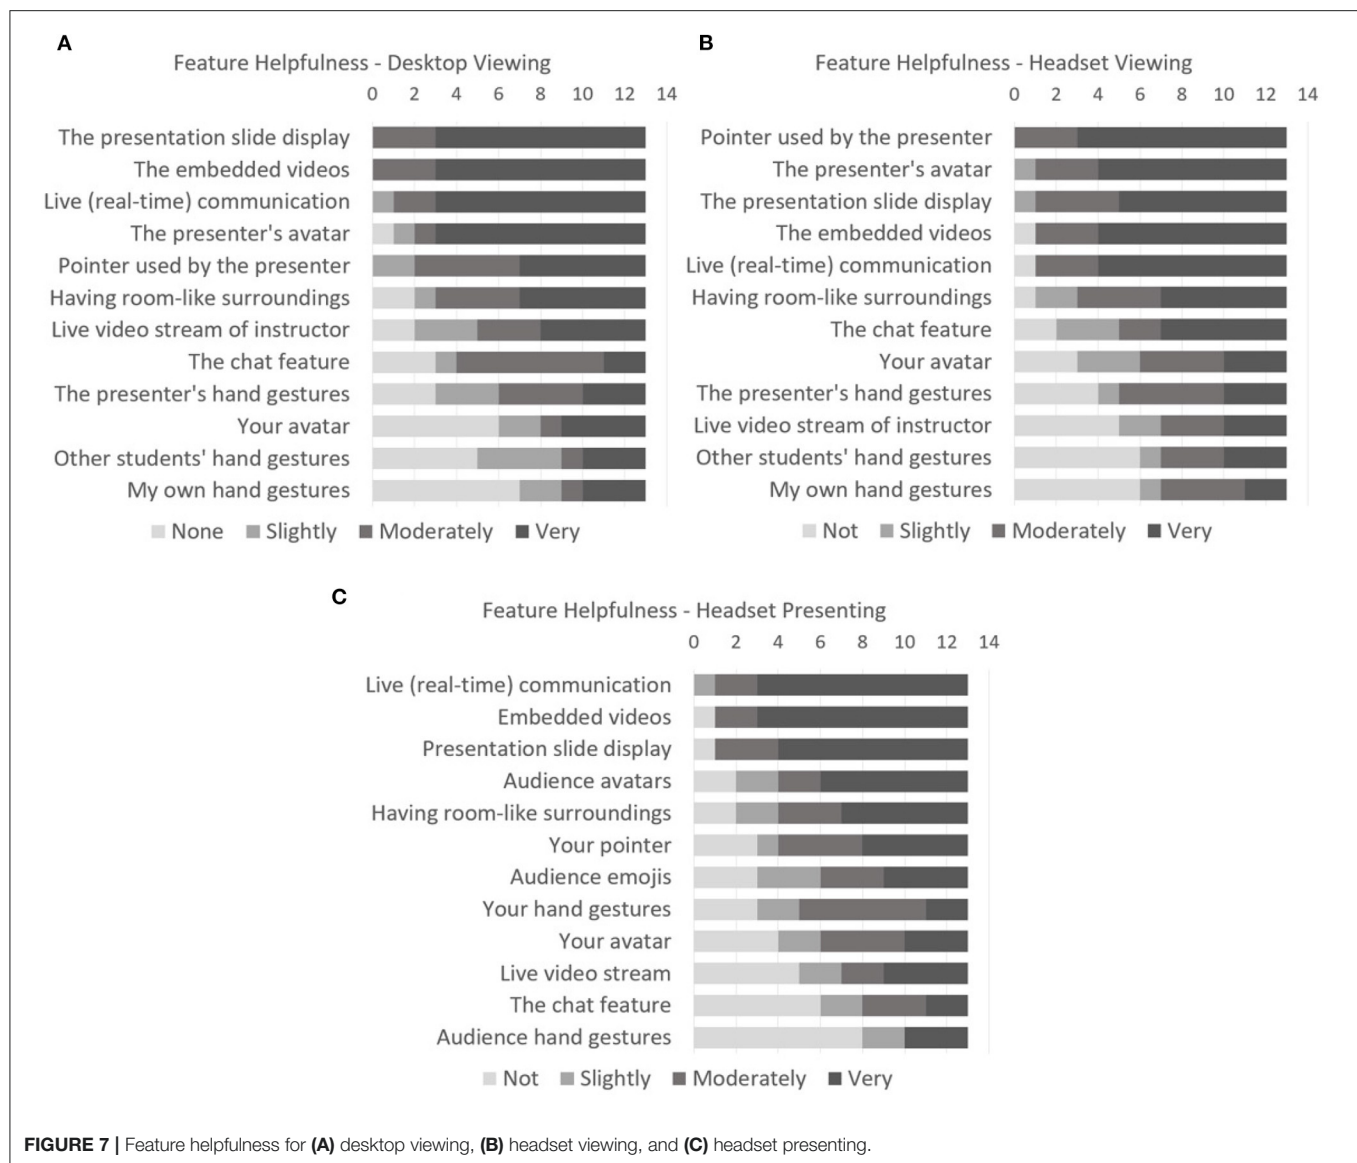 A
Feature Helpfulness - Desktop Viewing
0 2 4 6 8 10 12 14
The presentation slide display
The embedded videos
Live (real-time) communication
The presenter's avatar
Pointer used by the presenter
Having room-like surroundings
Live video stream of instructor
The chat feature
The presenter's hand gestures
Your avatar
Other students' hand gestures
My own hand gestures
None Slightly Moderately Very
B
Feature Helpfulness - Headset Viewing
0 2 4 6 8 10 12 14
Pointer used by the presenter
The presenter's avatar
The presentation slide display
The embedded videos
Live (real-time) communication
Having room-like surroundings
The chat feature
Your avatar
The presenter's hand gestures
Live video stream of instructor
Other students' hand gestures
My own hand gestures
Not Slightly Moderately Very
C
Feature Helpfulness - Headset Presenting
0 2 4 6 8 10 12 14
Live (real-time) communication
Embedded videos
Presentation slide display
Audience avatars
Having room-like surroundings
Your pointer
Audience emojis
Your hand gestures
Your avatar
Live video stream
The chat feature
Audience hand gestures
Not Slightly Moderately Very
FIGURE 7 | Feature helpfulness for (A) desktop viewing, (B) headset viewing, and (C) headset presenting.